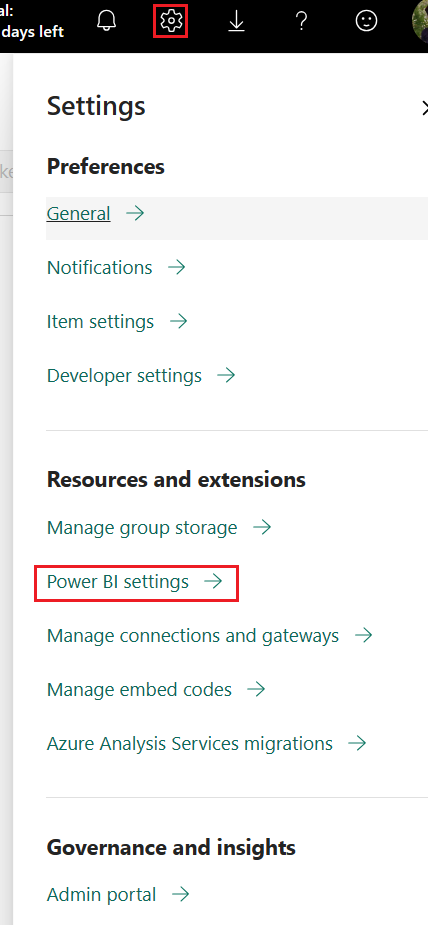 al:
days left
?
Settings
Preferences
ke
General
Notifications
Item settings
Developer settings
Resources and extensions
Manage group storage
Power BI settings
Manage connections and gateways
Manage embed codes
Azure Analysis Services migrations
Governance and insights
Admin portal